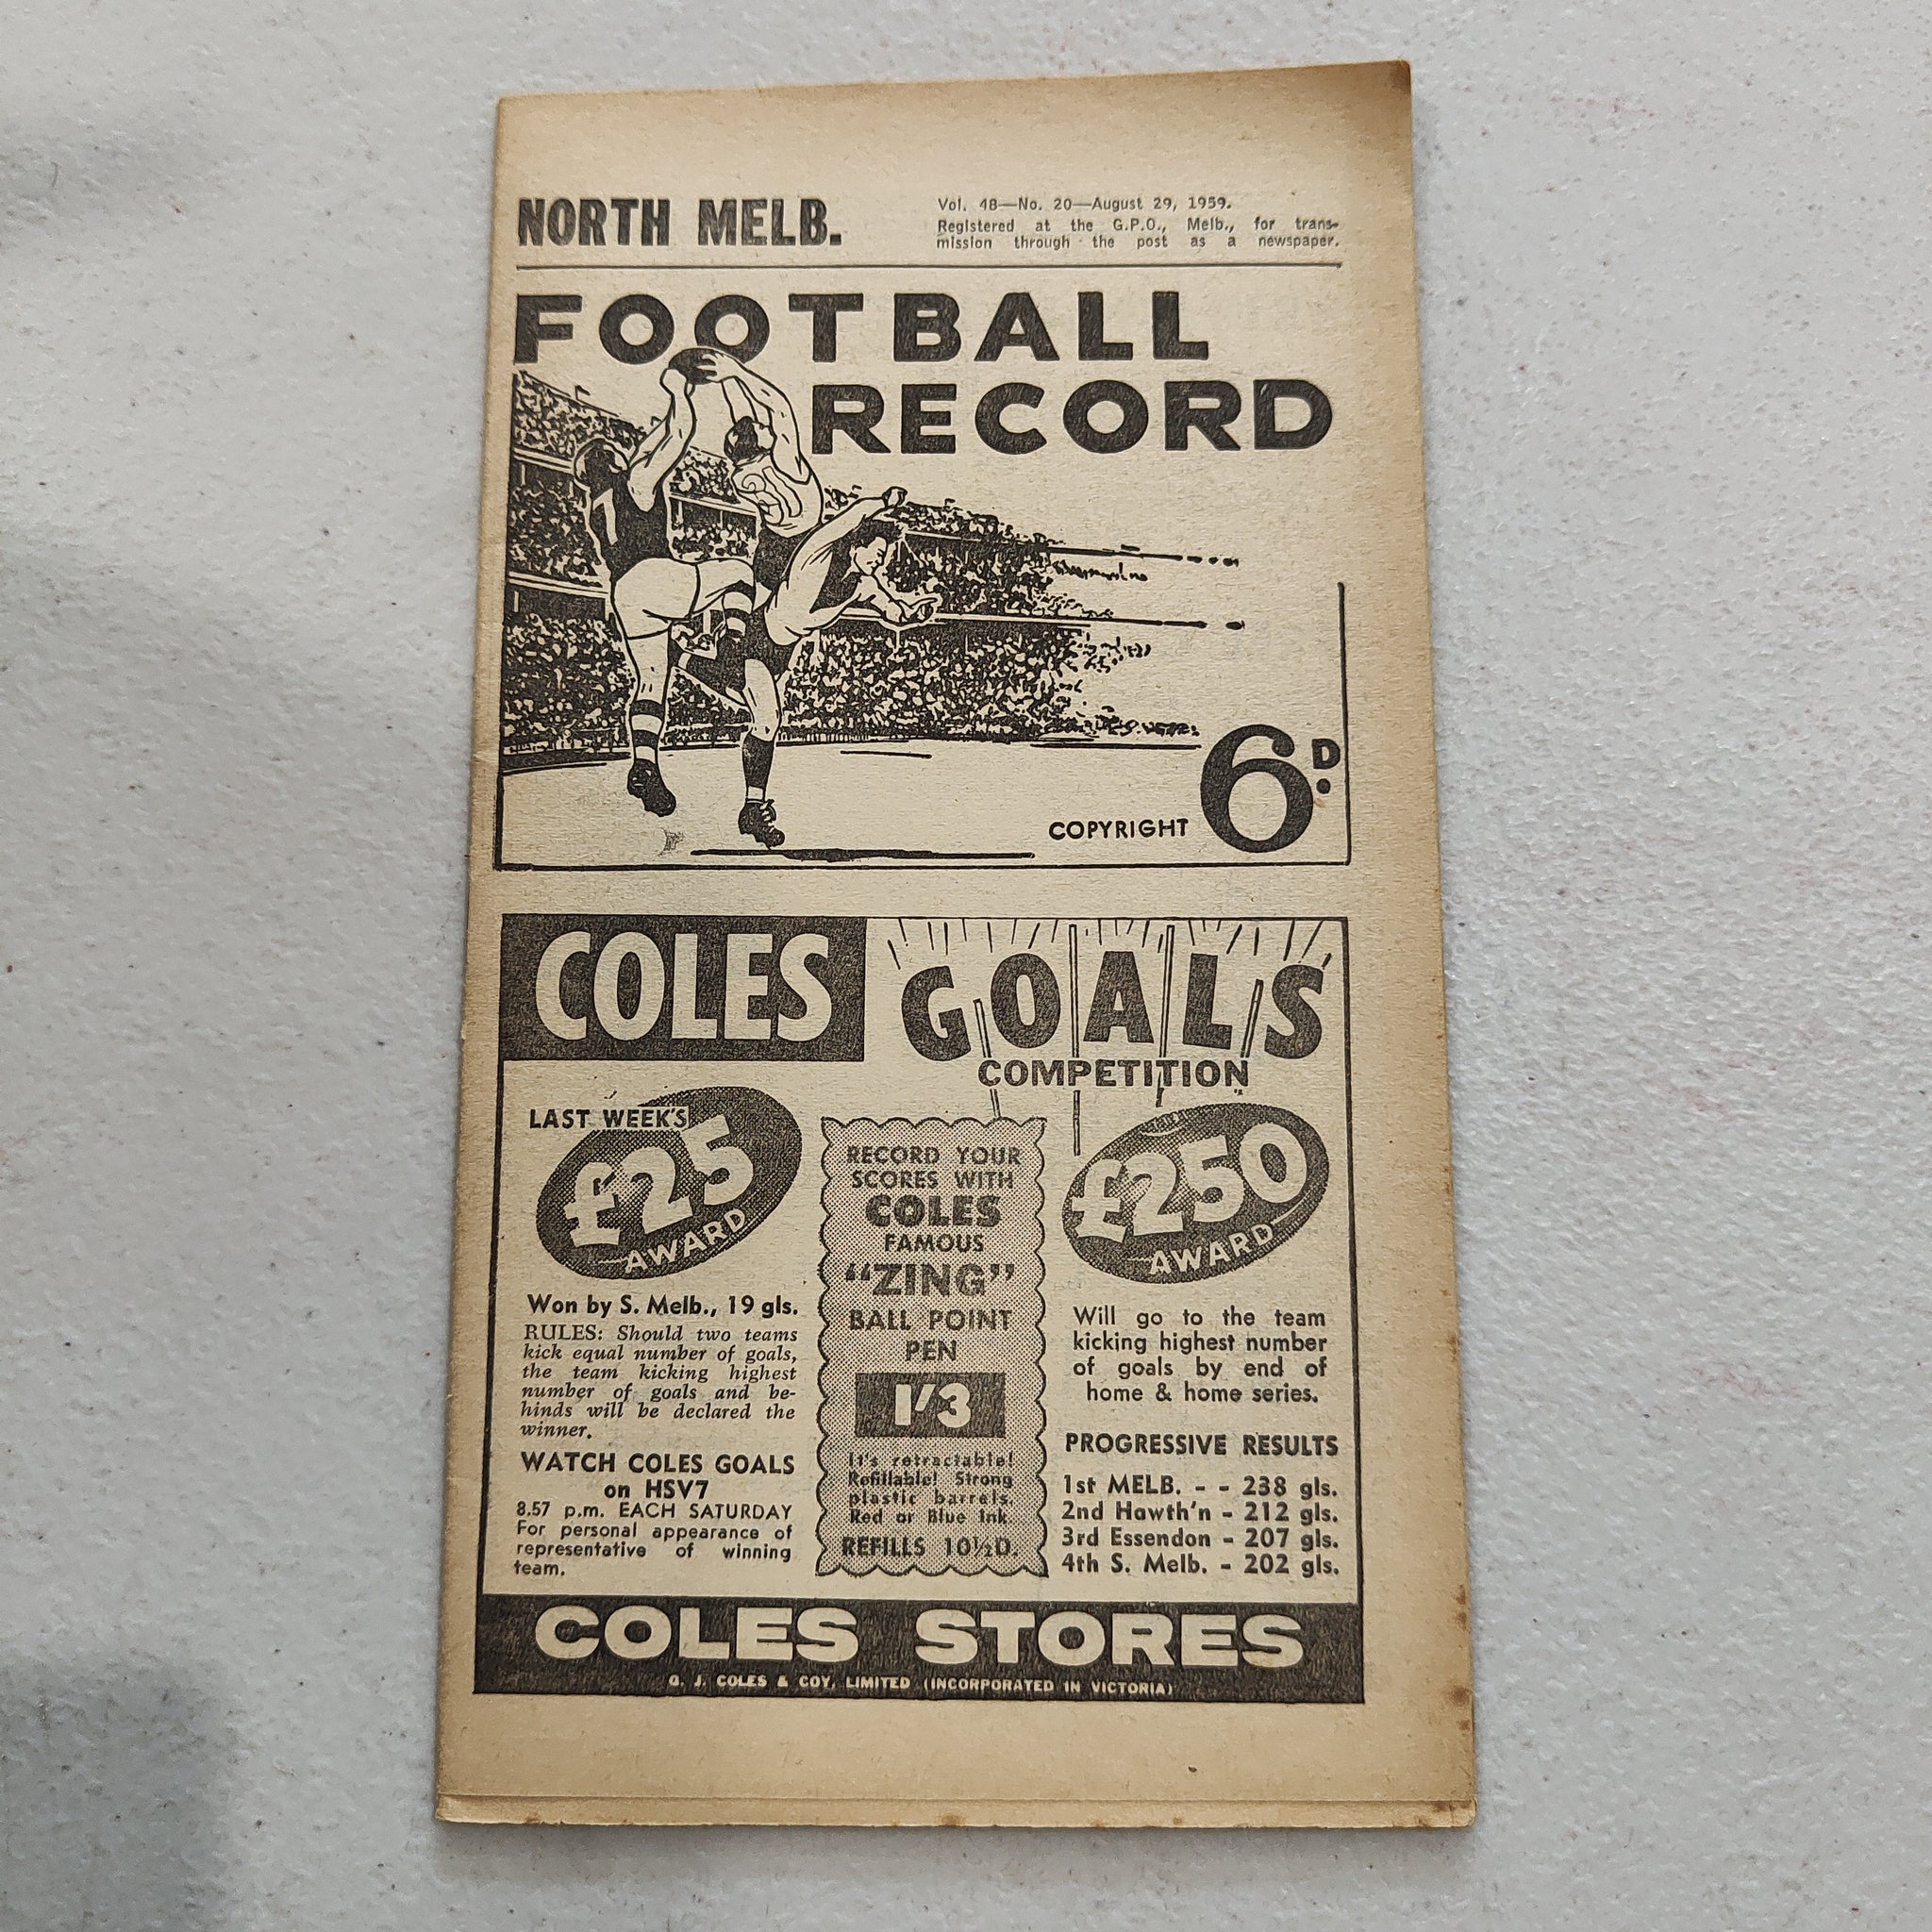 NORTH MELB.
Vol. 48—No. 20—August 29, 1959.
Registered at the G.P.O., Melb., for trans-
mission through the post as a newspaper.
FOOTBALL
RECORD
COPYRIGHT 6D.
COLES GOALS
COMPETITION
LAST WEEK'S
£25
AWARD
Won by S. Melb., 19 gls.
RULES: Should two teams
kick equal number of goals,
the team kicking highest
number of goals and be-
hinds will be declared the
winner.
WATCH COLES GOALS
on HSV7
8.57 p.m. EACH SATURDAY
For personal appearance of
representative of winning
team.
RECORD YOUR
SCORES WITH
COLES
FAMOUS
"ZING"
BALL POINT
PEN
1/3
It's retractable!
Refillable! Strong
plastic barrels.
Red or Blue Ink.
REFILLS 10½D.
£250
AWARD
Will go to the team
kicking highest number
of goals by end of
home & home series.
PROGRESSIVE RESULTS
1st MELB. - - 238 gls.
2nd Hawth'n - 212 gls.
3rd Essendon - 207 gls.
4th S. Melb. - 202 gls.
COLES STORES
G. J. COLES & COY. LIMITED (INCORPORATED IN VICTORIA)